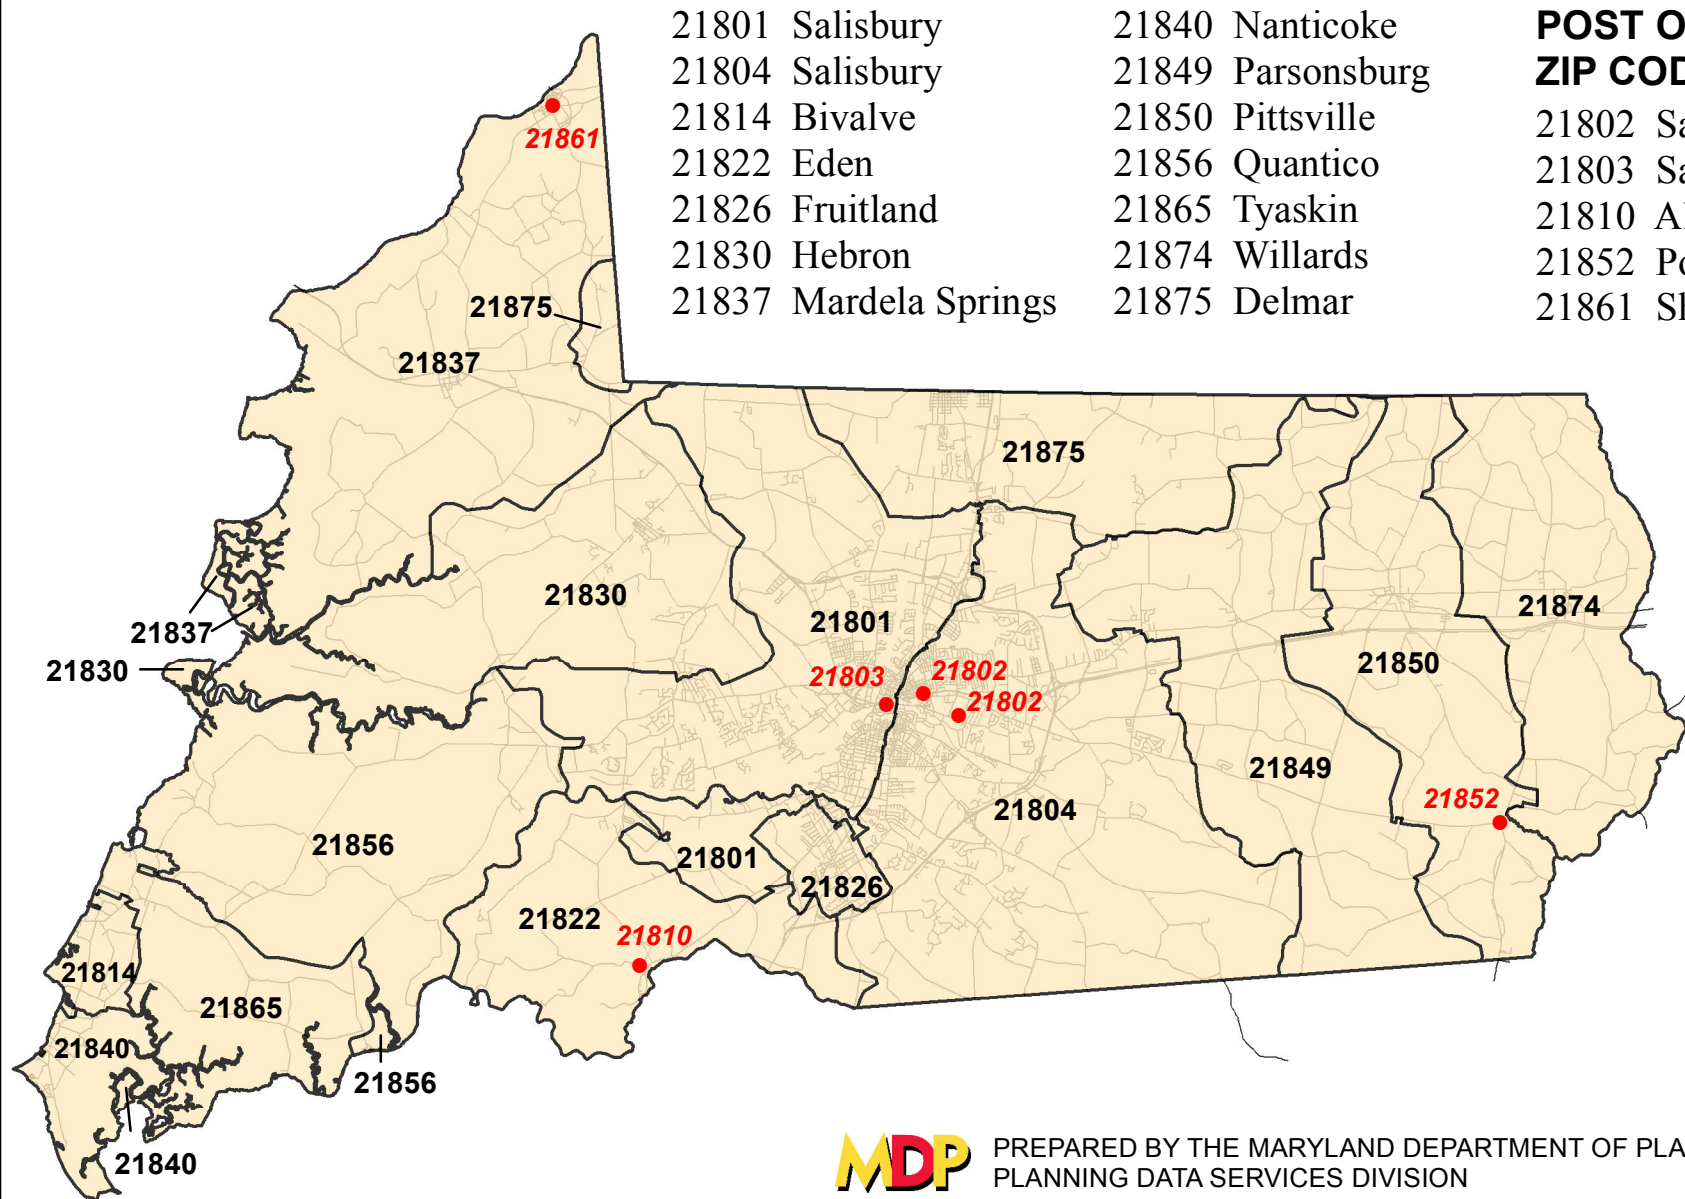 21801 Salisbury
21804 Salisbury
21814 Bivalve
21822 Eden
21826 Fruitland
21830 Hebron
21837 Mardela Springs
21840 Nanticoke
21849 Parsonsburg
21850 Pittsville
21856 Quantico
21865 Tyaskin
21874 Willards
21875 Delmar
POST O
ZIP COD
21802 Sa
21803 Sa
21810 Al
21852 Po
21861 Sh
21861
21875
21837
21875
21830
21801
21874
21837
21830
21850
21803
21802
21802
21849
21804
21852
21856
21801
21826
21822
21810
21814
21865
21840
21856
21840
MDP
PREPARED BY THE MARYLAND DEPARTMENT OF PLA
PLANNING DATA SERVICES DIVISION